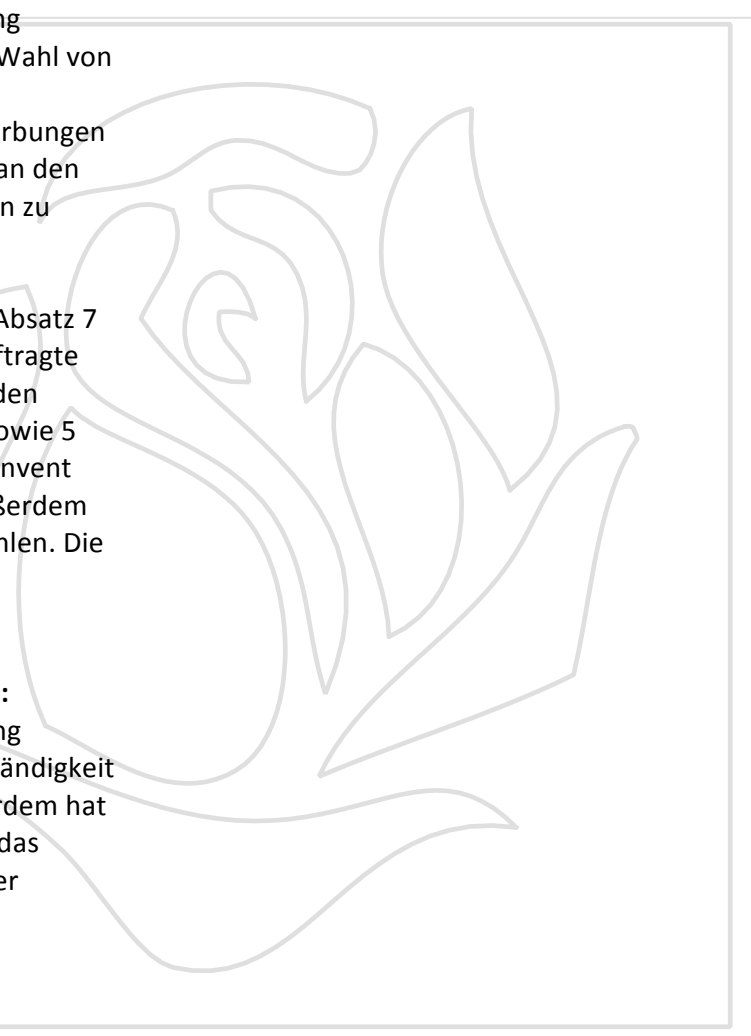 ng
Wahl von
rbungen
an den
n zu
Absatz 7
ftragte
den
owie 5
nvent
ßerdem
hlen. Die
:
ng
tändigkeit
rdem hat
das
er